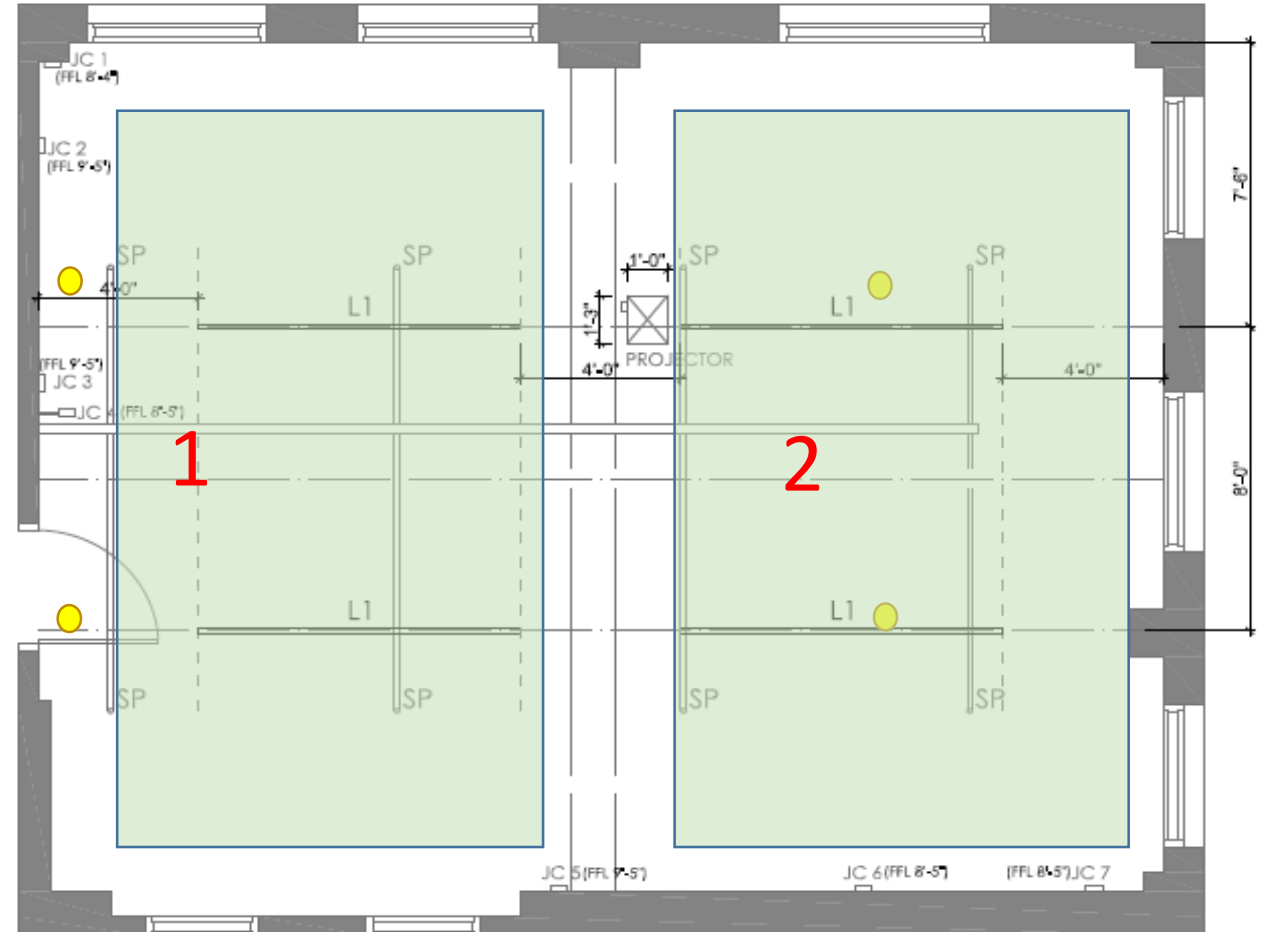 JC 1
(FFL 8'-4")
JC 2
(FFL 9'-5")
7'-6"
SP
SP
SP
SP
1'-0"
4'-0"
L1
L1
1'-3"
PROJECTOR
(FFL 9'-5")
JC 3
4'-0"
4'-0"
JC 4 (FFL 8'-5")
1
2
8'-0"
L1
L1
SP
SP
SP
SP
JC 5 (FFL 9'-5")
JC 6 (FFL 8'-5")
(FFL 8'-5") JC 7